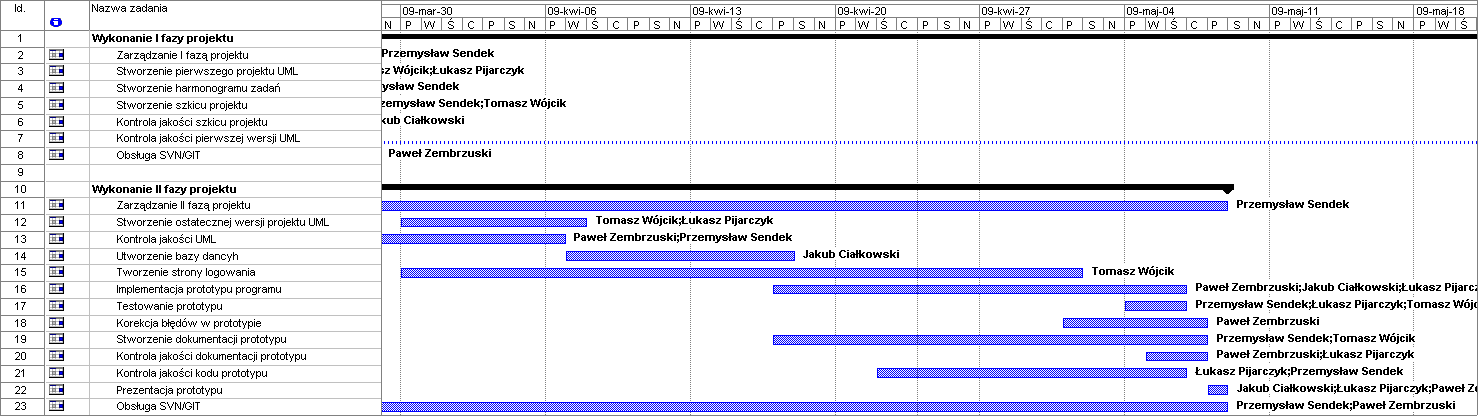 Id. Nazwa zadania 09-mar-30 09-kwi-06 09-kwi-13 09-kwi-20 09-kwi-27 09-maj-04 09-maj-11 09-maj-18
N P W Ś C P S N P W Ś C P S N P W Ś C P S N P W Ś C P S N P W Ś C P S N P W Ś C P S N P W Ś C P S N P W Ś
1 Wykonanie I fazy projektu
2 Zarządzanie I fazą projektu Przemysław Sendek
3 Stworzenie pierwszego projektu UML sz Wójcik;Łukasz Pijarczyk
4 Stworzenie harmonogramu zadań ysław Sendek
5 Stworzenie szkicu projektu zemysław Sendek;Tomasz Wójcik
6 Kontrola jakości szkicu projektu kub Ciałkowski
7 Kontrola jakości pierwszej wersji UML
8 Obsługa SVN/GIT Paweł Zembrzuski
9
10 Wykonanie II fazy projektu
11 Zarządzanie II fazą projektu Przemysław Sendek
12 Stworzenie ostatecznej wersji projektu UML Tomasz Wójcik;Łukasz Pijarczyk
13 Kontrola jakości UML Paweł Zembrzuski;Przemysław Sendek
14 Utworzenie bazy dancyh Jakub Ciałkowski
15 Tworzenie strony logowania Tomasz Wójcik
16 Implementacja prototypu programu Paweł Zembrzuski;Jakub Ciałkowski;Łukasz Pijarcz
17 Testowanie prototypu Przemysław Sendek;Łukasz Pijarczyk;Tomasz Wójc
18 Korekcja błędów w prototypie Paweł Zembrzuski
19 Stworzenie dokumentacji prototypu Przemysław Sendek;Tomasz Wójcik
20 Kontrola jakości dokumentacji prototypu Paweł Zembrzuski;Łukasz Pijarczyk
21 Kontrola jakości kodu prototypu Łukasz Pijarczyk;Przemysław Sendek
22 Prezentacja prototypu Jakub Ciałkowski;Łukasz Pijarczyk;Paweł Ze
23 Obsługa SVN/GIT Przemysław Sendek;Paweł Zembrzuski